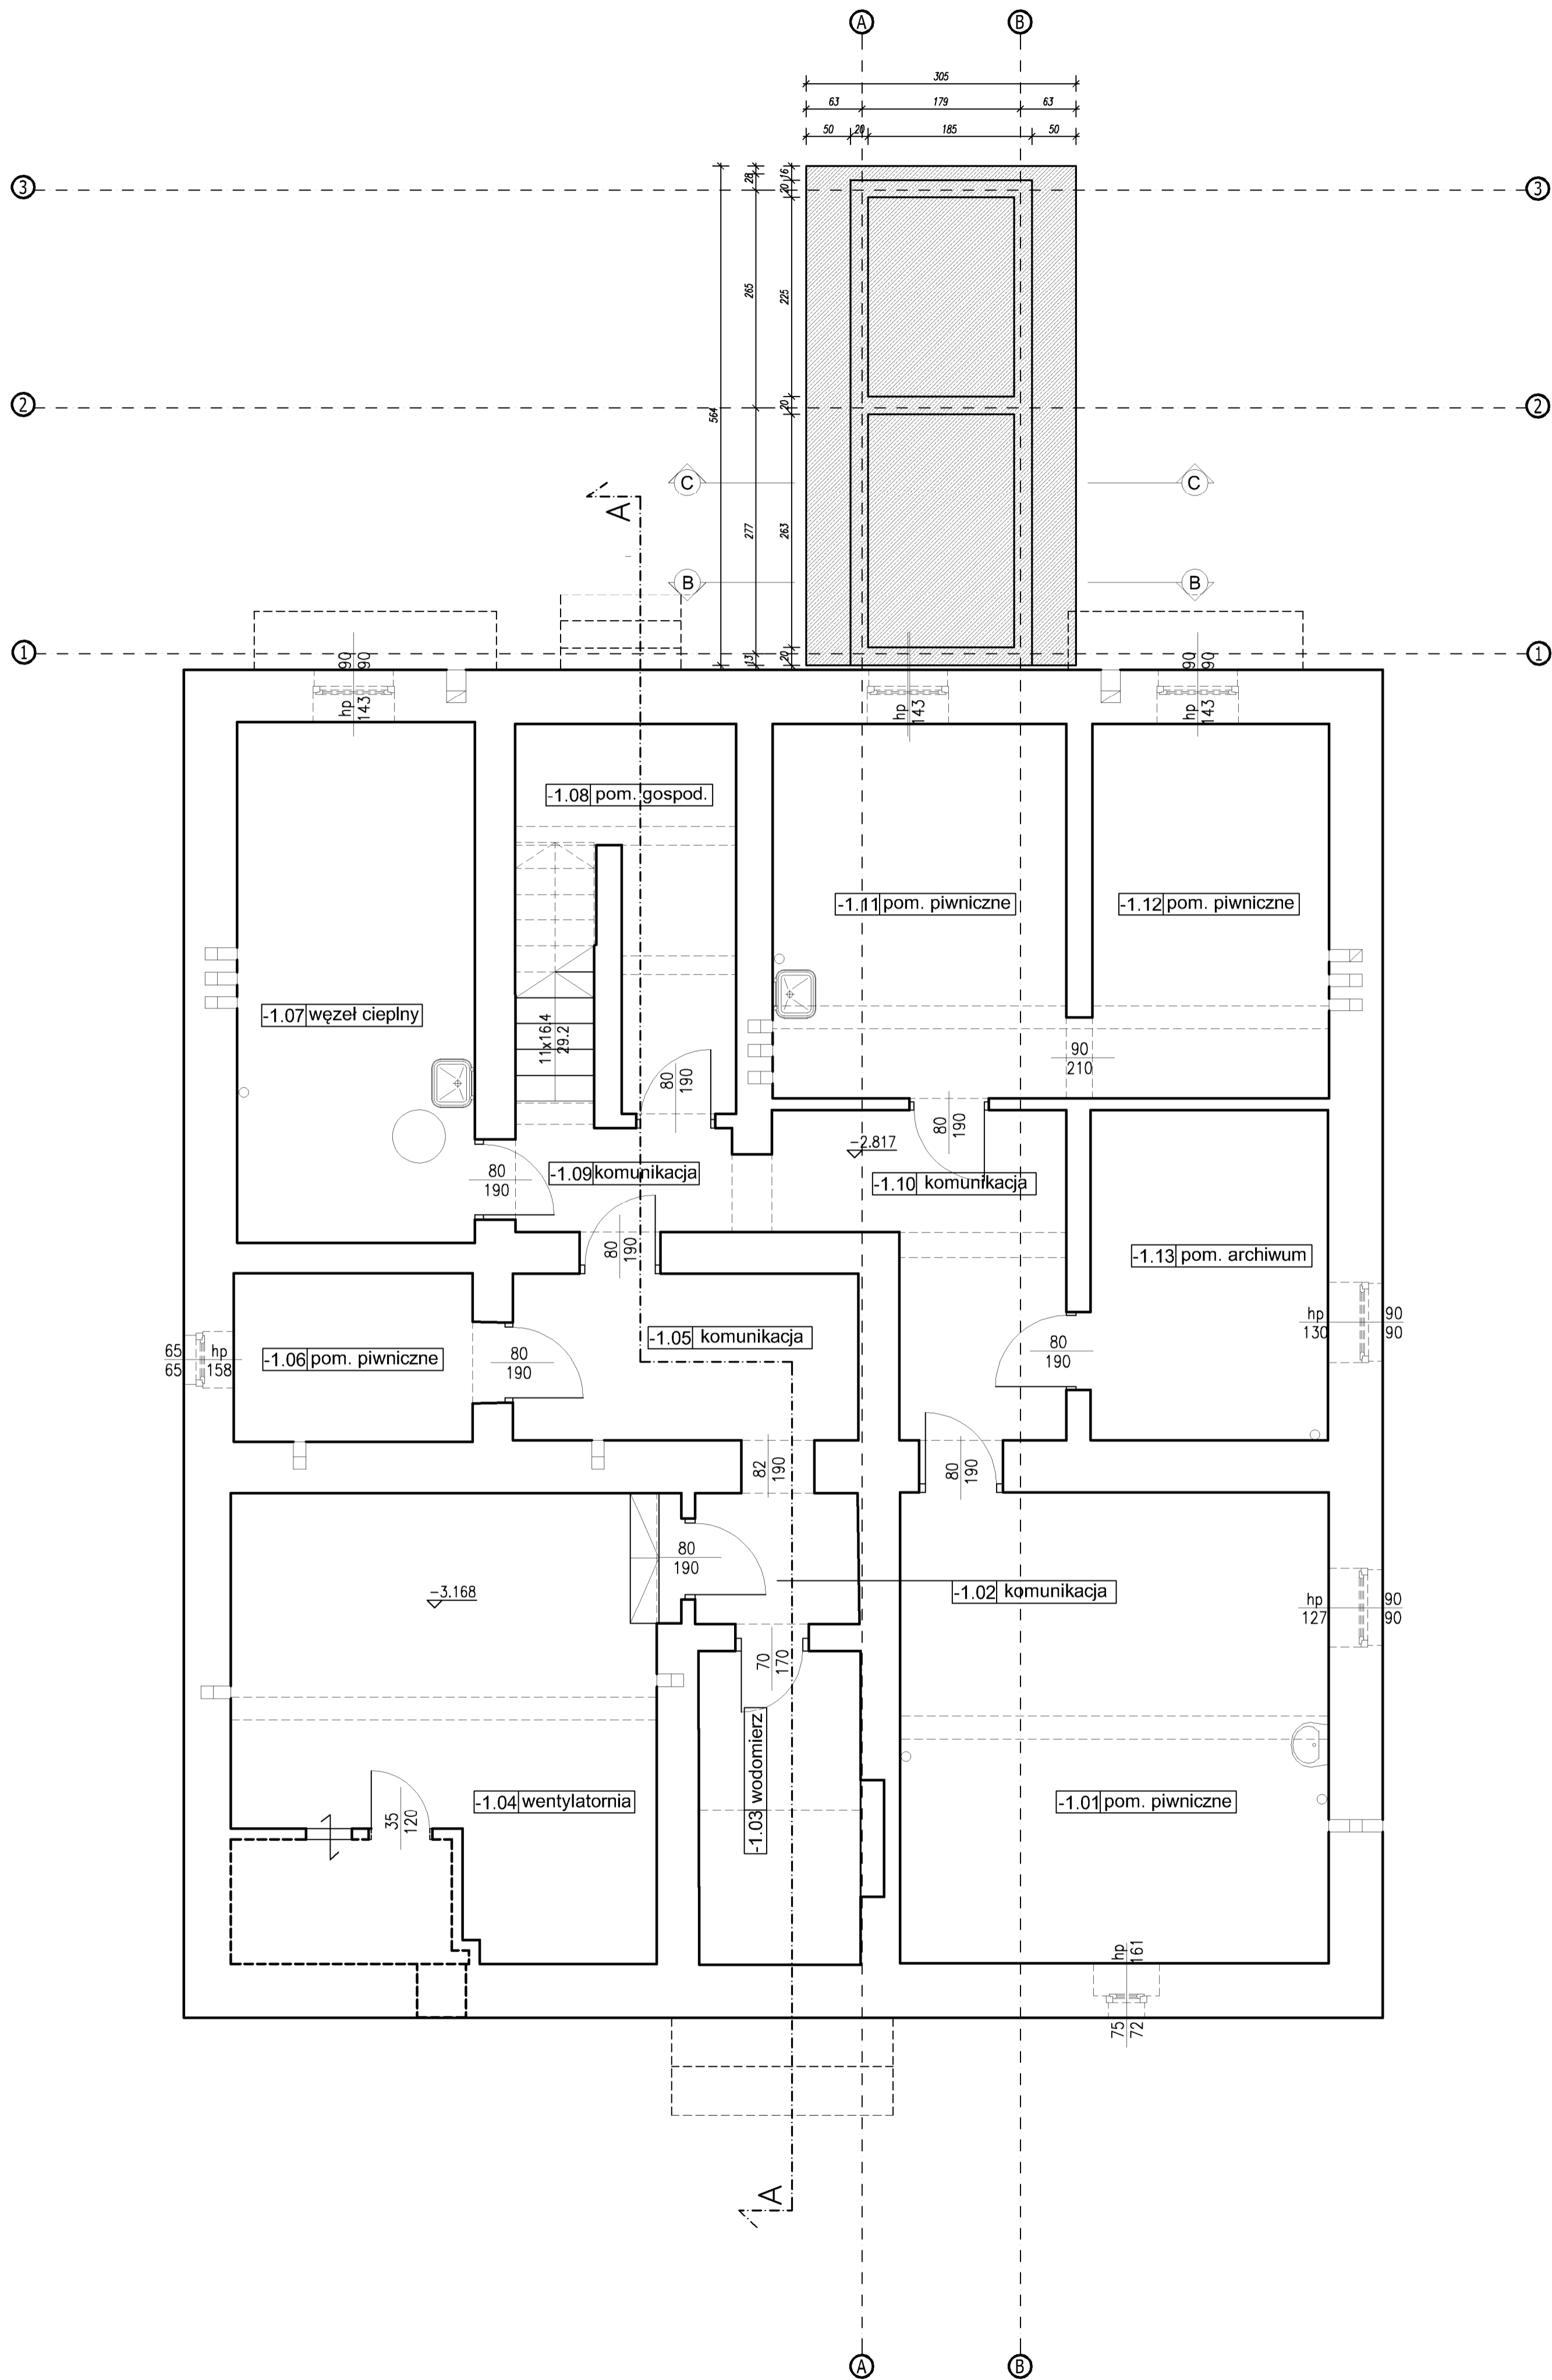 A B
305
63 179 63
50 20 185 50
3 3
28 16
20
265 225
2 2
20
564
C C
A
277 263
B B
1 1
13 20
90 90
90 90
hp 143
hp 143
hp 143
-1.08 pom. gospod.
-1.11 pom. piwniczne
-1.12 pom. piwniczne
-1.07 węzeł cieplny
11x16.4
29.2
90
210
80
190
80
190
-2.817
-1.09 komunikacja
-1.10 komunikacja
80
190
80
190
-1.13 pom. archiwum
hp
130
90
90
-1.05 komunikacja
65
65
hp
158
-1.06 pom. piwniczne
80
190
80
190
82
190
80
190
80
190
-3.168
-1.02 komunikacja
hp
127
90
90
70
170
-1.03 wodomierz
-1.04 wentylatornia
35
120
-1.01 pom. piwniczne
hp
161
75
72
A
A B